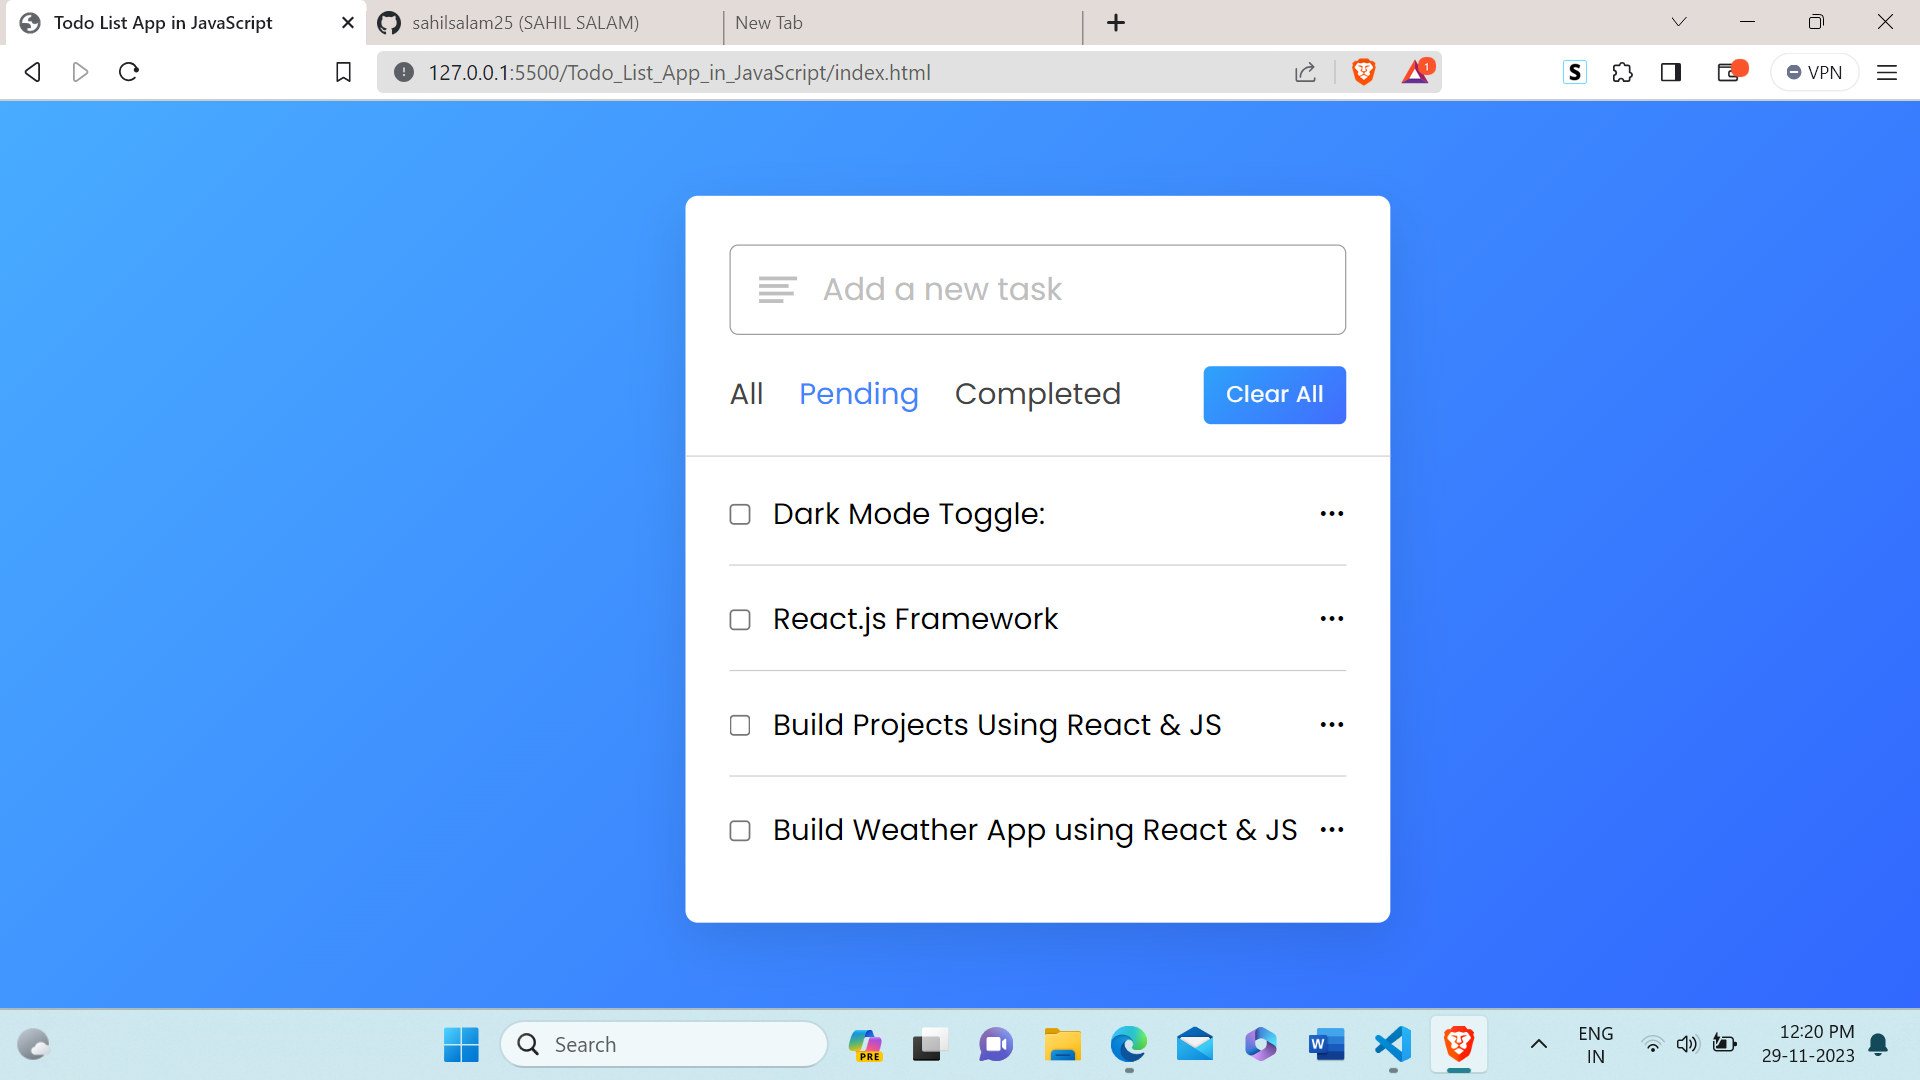 Todo List App in JavaScript
sahilsalam25 (SAHIL SALAM)
New Tab
127.0.0.1:5500/Todo_List_App_in_JavaScript/index.html
1
S
VPN
Add a new task
All
Pending
Completed
Clear All
Dark Mode Toggle:
React.js Framework
Build Projects Using React & JS
Build Weather App using React & JS
Search
PRE
W
ENG
IN
12:20 PM
29-11-2023